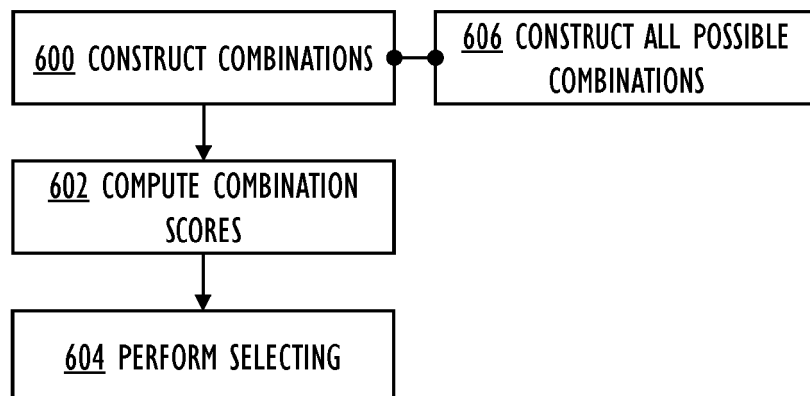 600 CONSTRUCT COMBINATIONS
606 CONSTRUCT ALL POSSIBLE
COMBINATIONS
602 COMPUTE COMBINATION
SCORES
604 PERFORM SELECTING